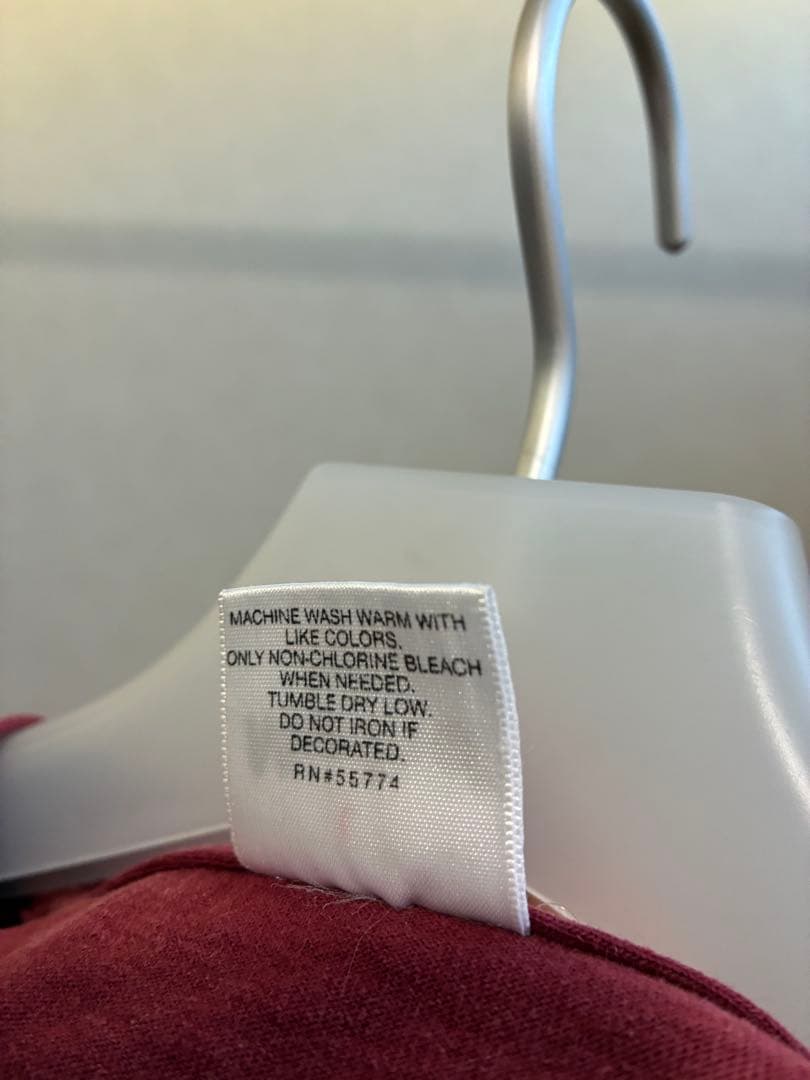 MACHINE WASH WARM WITH
LIKE COLORS.
ONLY NON-CHLORINE BLEACH
WHEN NEEDED.
TUMBLE DRY LOW.
DO NOT IRON IF
DECORATED.
RN#55774